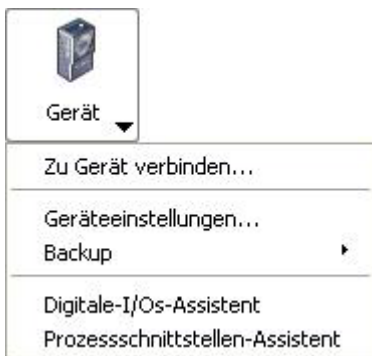 Gerät
Zu Gerät verbinden...
Geräteeinstellungen...
Backup
Digitale-I/Os-Assistent
Prozessschnittstellen-Assistent